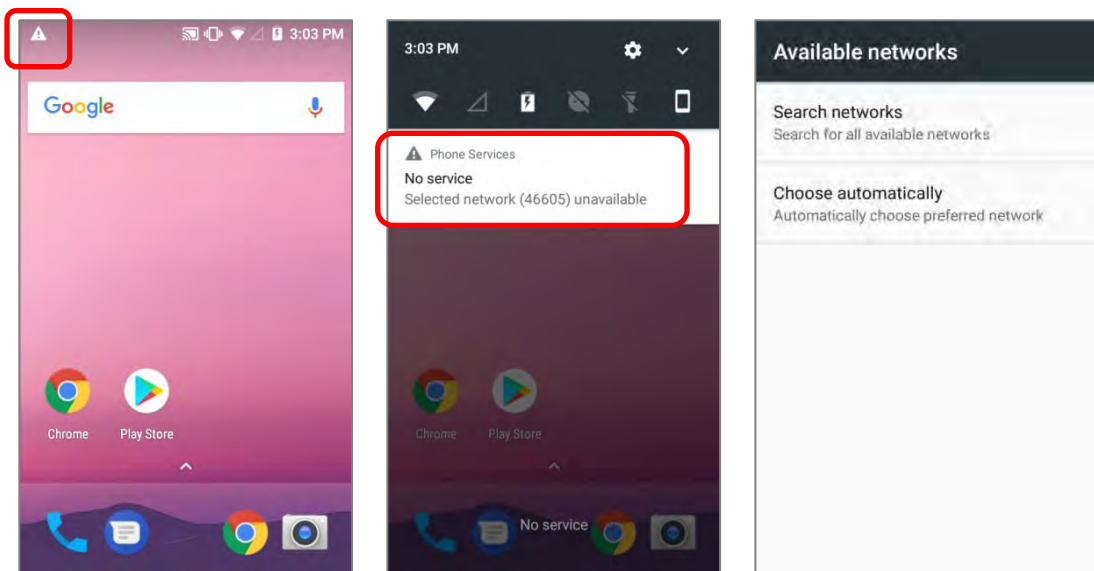 3:03 PM
Google
Chrome
Play Store
3:03 PM
Phone Services
No service
Selected network (46605) unavailable
Chrome
Play Store
No service
Available networks
Search networks
Search for all available networks
Choose automatically
Automatically choose preferred network